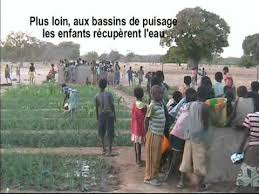 Plus loin, aux bassins de puisage
les enfants récupèrent l'eau ..